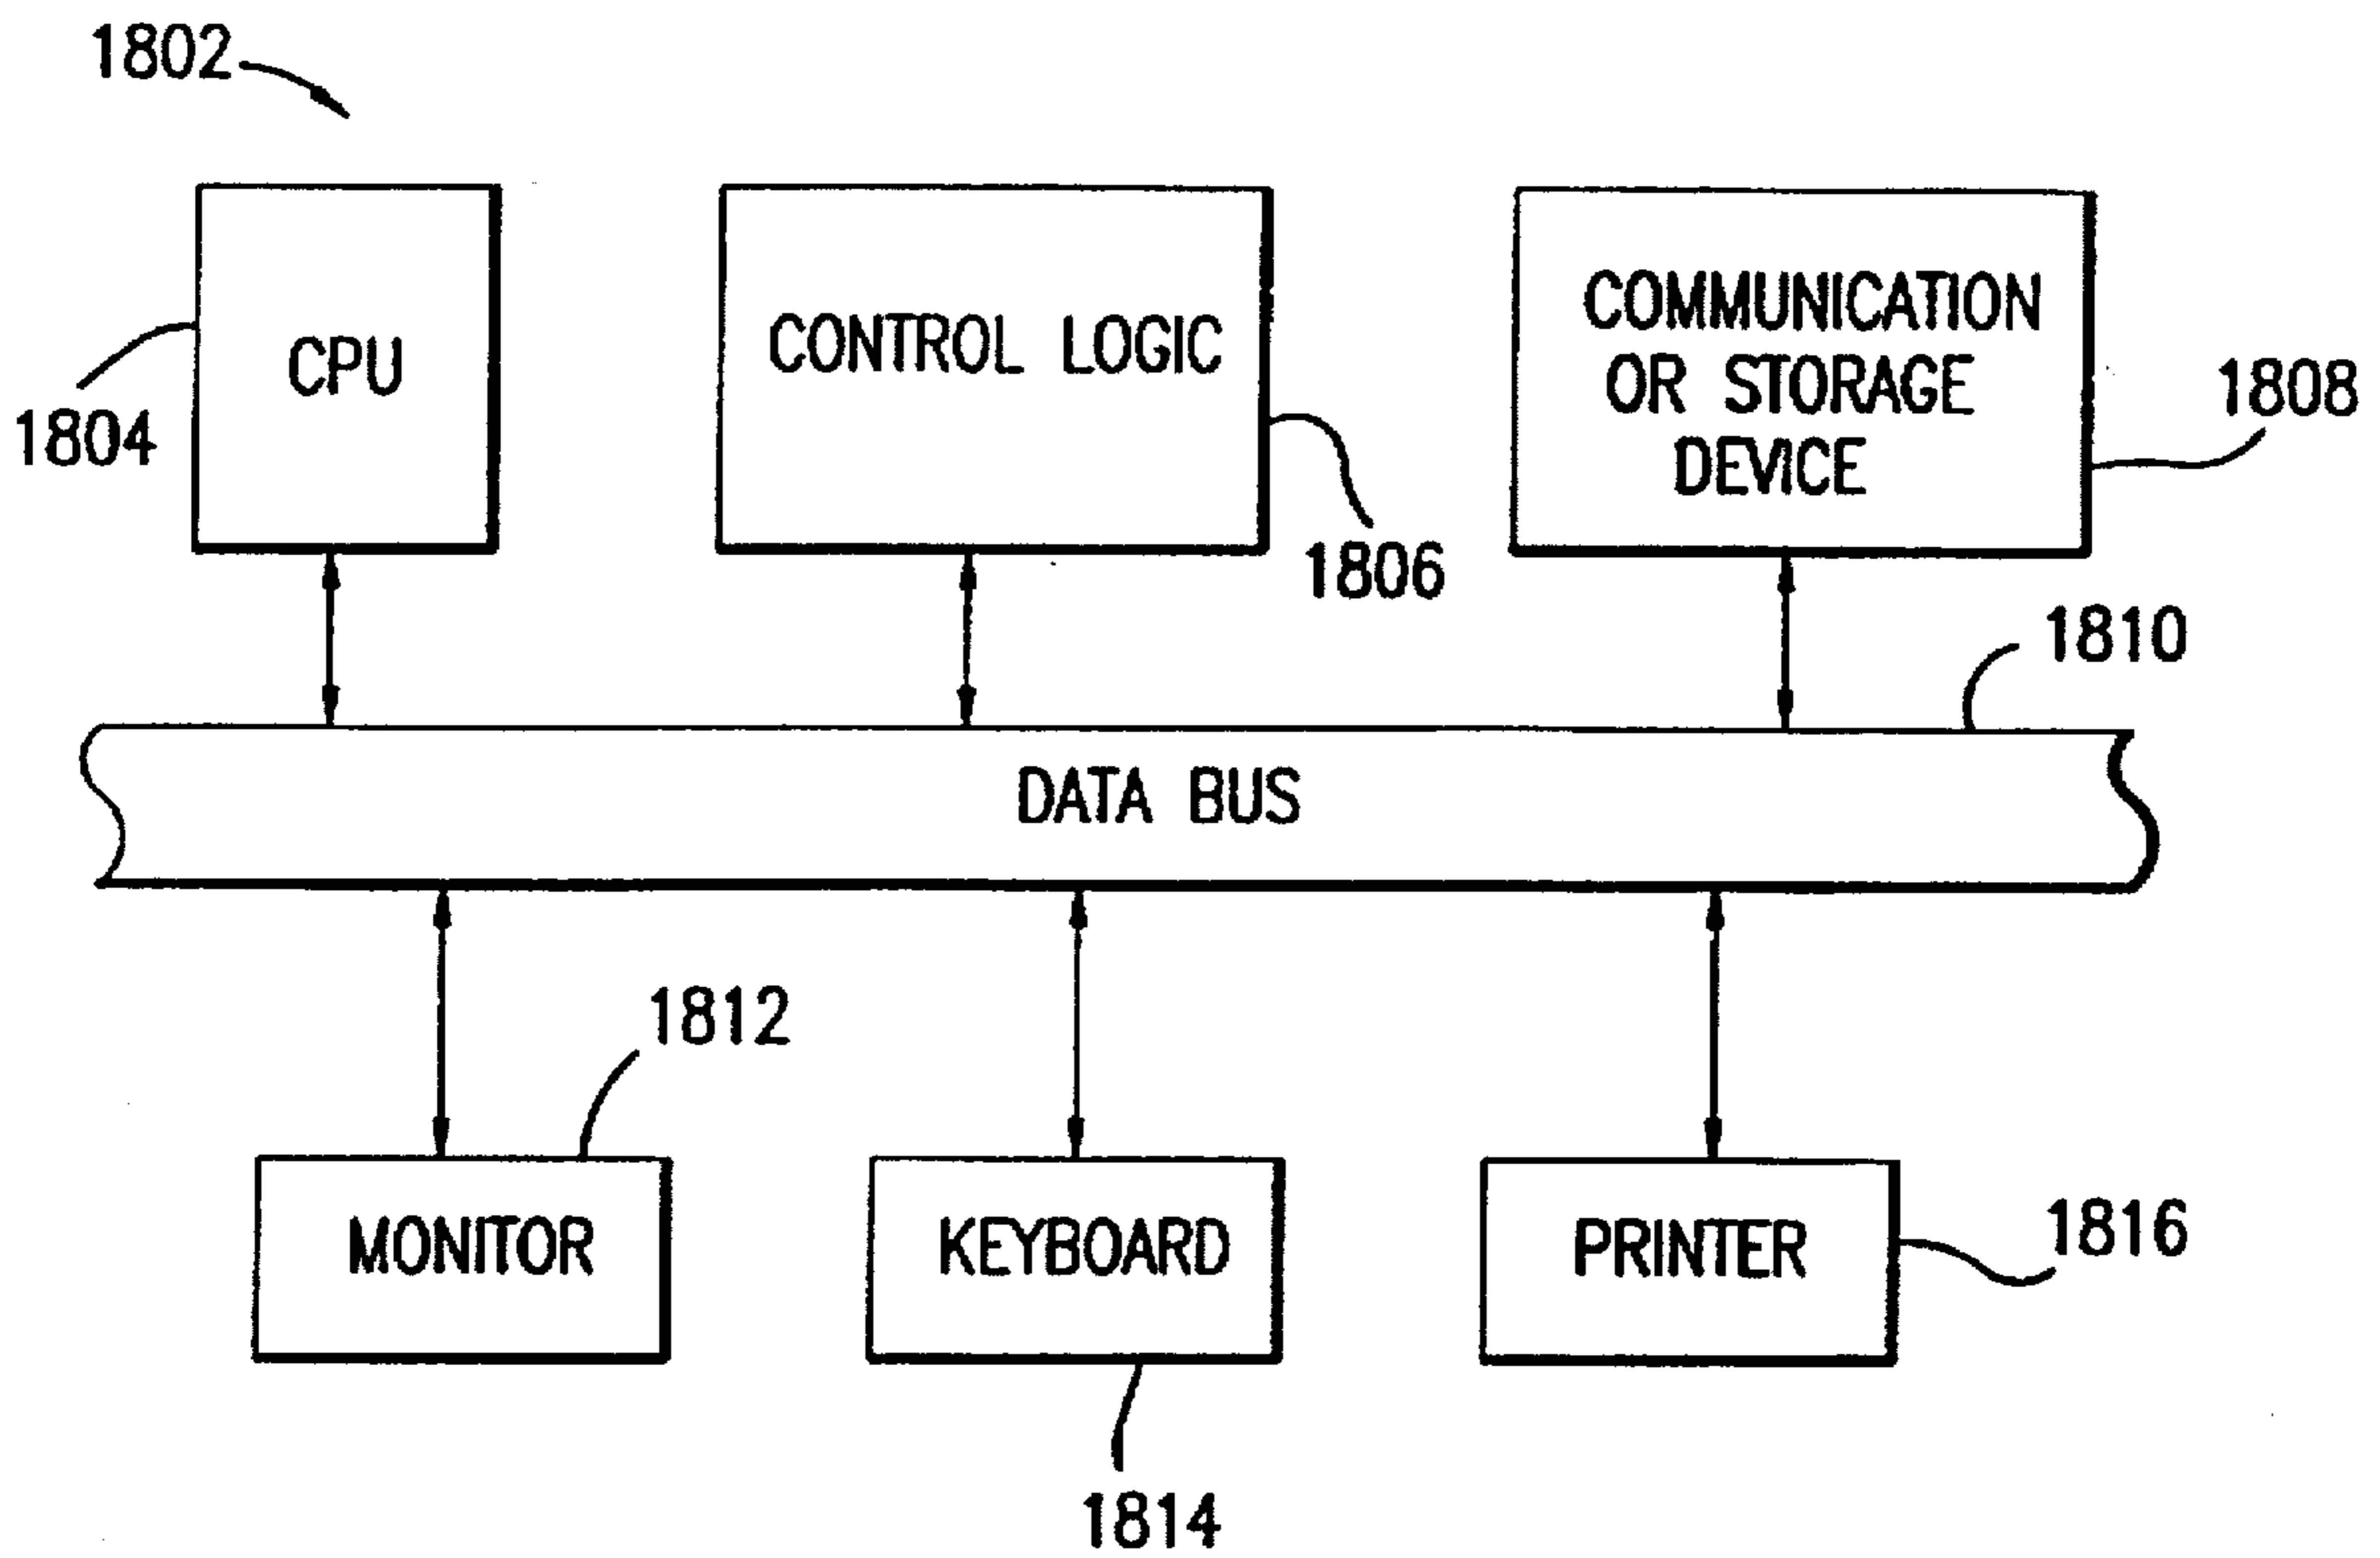 1802
CPU
1804
CONTROL LOGIC
1806
COMMUNICATION
OR STORAGE
DEVICE
1808
1810
DATA BUS
1812
MONITOR
KEYBOARD
1814
PRINTER
1816